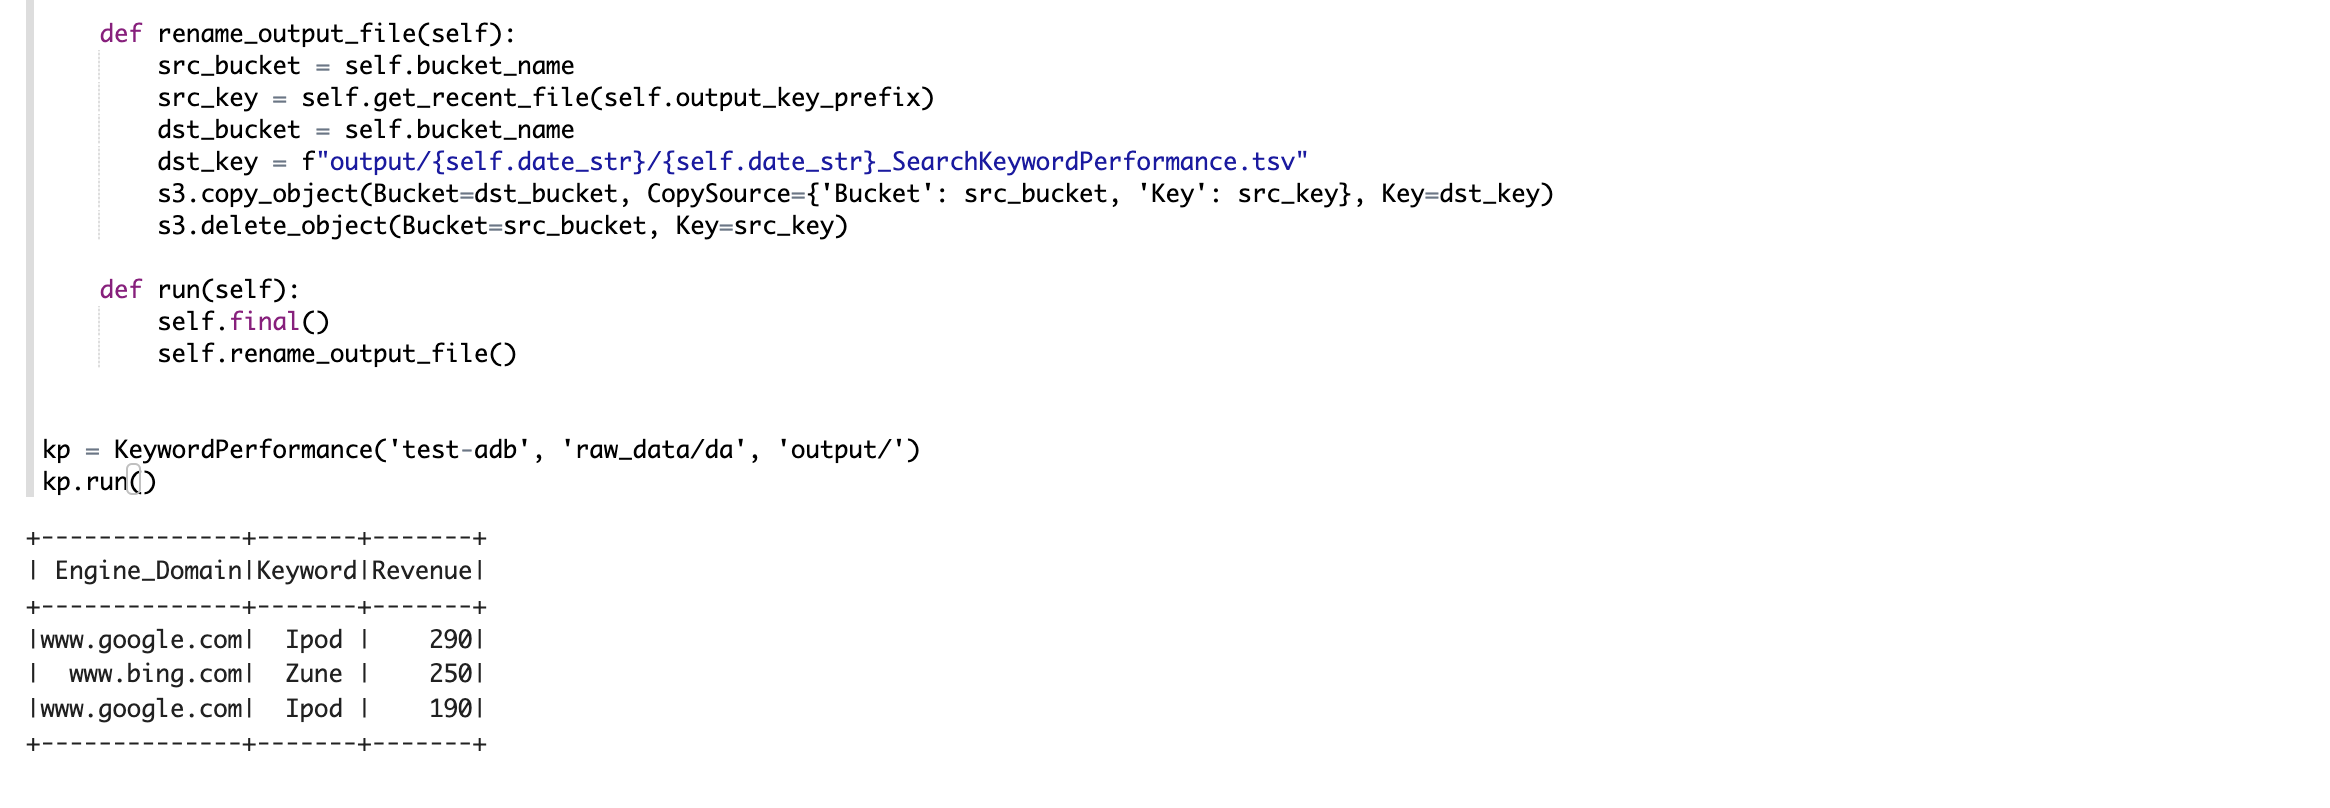 def rename_output_file(self):
src_bucket = self.bucket_name
src_key = self.get_recent_file(self.output_key_prefix)
dst_bucket = self.bucket_name
dst_key = f"output/{self.date_str}/{self.date_str}_SearchKeywordPerformance.tsv"
s3.copy_object(Bucket=dst_bucket, CopySource={'Bucket': src_bucket, 'Key': src_key}, Key=dst_key)
s3.delete_object(Bucket=src_bucket, Key=src_key)
def run(self):
self.final()
self.rename_output_file()
kp = KeywordPerformance('test-adb', 'raw_data/da', 'output/')
kp.run()
+--------------+-------+-------+
| Engine_Domain|Keyword|Revenue|
+--------------+-------+-------+
|www.google.com|  Ipod |    290|
|  www.bing.com|  Zune |    250|
|www.google.com|  Ipod |    190|
+--------------+-------+-------+